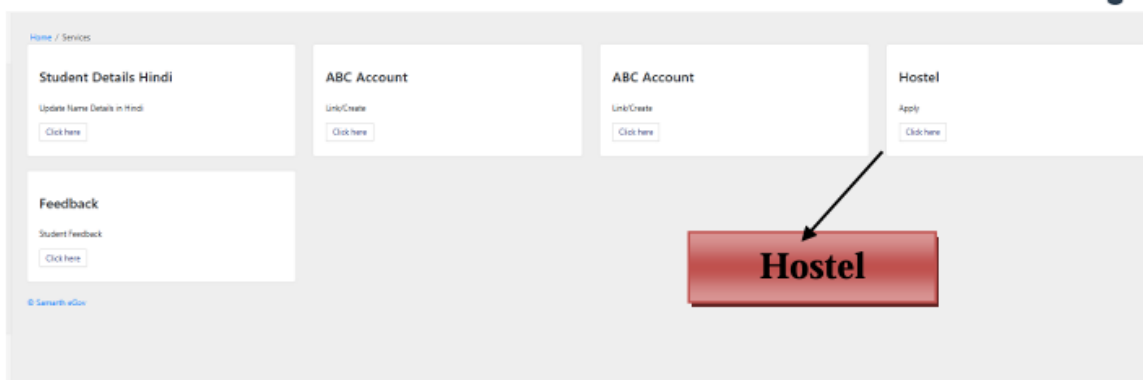 Home / Services
Student Details Hindi
Update Name Details in Hindi
Click here
ABC Account
Link/Create
Click here
ABC Account
Link/Create
Click here
Hostel
Apply
Click here
Feedback
Student Feedback
Click here
Hostel
© Samarth eGov